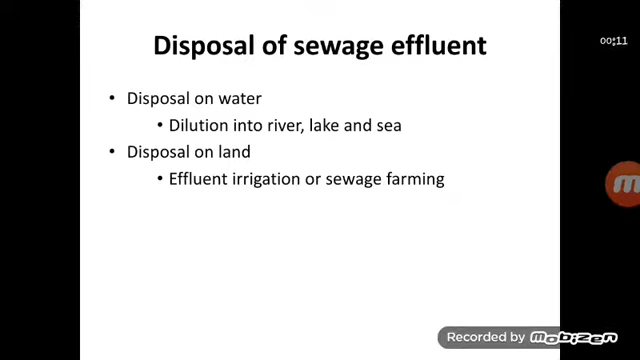 Disposal of sewage effluent
00:11
• Disposal on water
• Dilution into river, lake and sea
• Disposal on land
• Effluent irrigation or sewage farming
Recorded by mobizen